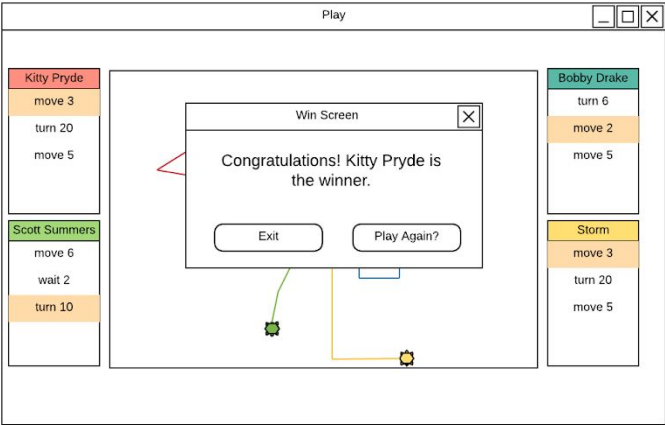 Play
Kitty Pryde
move 3
turn 20
move 5
Scott Summers
move 6
wait 2
turn 10
Win Screen
Congratulations! Kitty Pryde is
the winner.
Exit
Play Again?
Bobby Drake
turn 6
move 2
move 5
Storm
move 3
turn 20
move 5